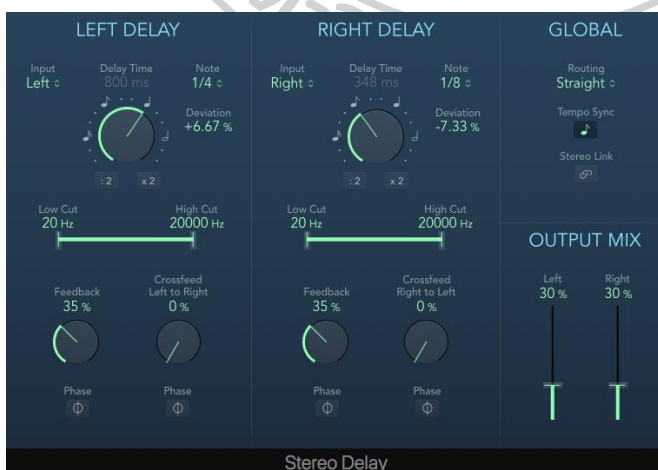 LEFT DELAY
Input
Left
Delay Time
800 ms
Note
1/4
Deviation
+6.67 %
: 2
x 2
Low Cut
20 Hz
High Cut
20000 Hz
Feedback
35 %
Crossfeed
Left to Right
0 %
Phase
Phase
RIGHT DELAY
Input
Right
Delay Time
348 ms
Note
1/8
Deviation
-7.33 %
: 2
x 2
Low Cut
20 Hz
High Cut
20000 Hz
Feedback
35 %
Crossfeed
Right to Left
0 %
Phase
Phase
GLOBAL
Routing
Straight
Tempo Sync
Stereo Link
OUTPUT MIX
Left
30 %
Right
30 %
Stereo Delay